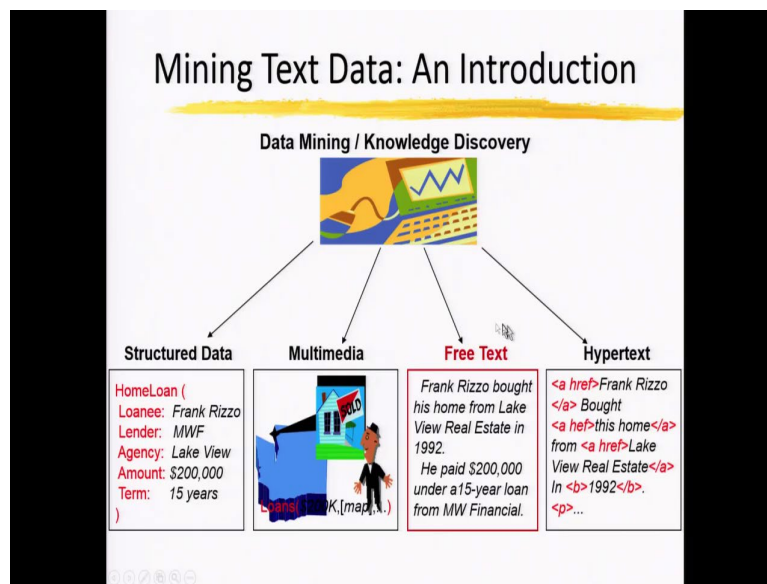 Mining Text Data: An Introduction
Data Mining / Knowledge Discovery
Structured Data
HomeLoan (
Loanee: Frank Rizzo
Lender: MWF
Agency: Lake View
Amount: $200,000
Term: 15 years
)
Multimedia
SOLD
Loans( K,[map],..)
Free Text
Frank Rizzo bought
his home from Lake
View Real Estate in
1992.
He paid $200,000
under a15-year loan
from MW Financial.
Hypertext
<a href>Frank Rizzo
</a> Bought
<a hef>this home</a>
from <a href>Lake
View Real Estate</a>
In <b>1992</b>.
<p>...